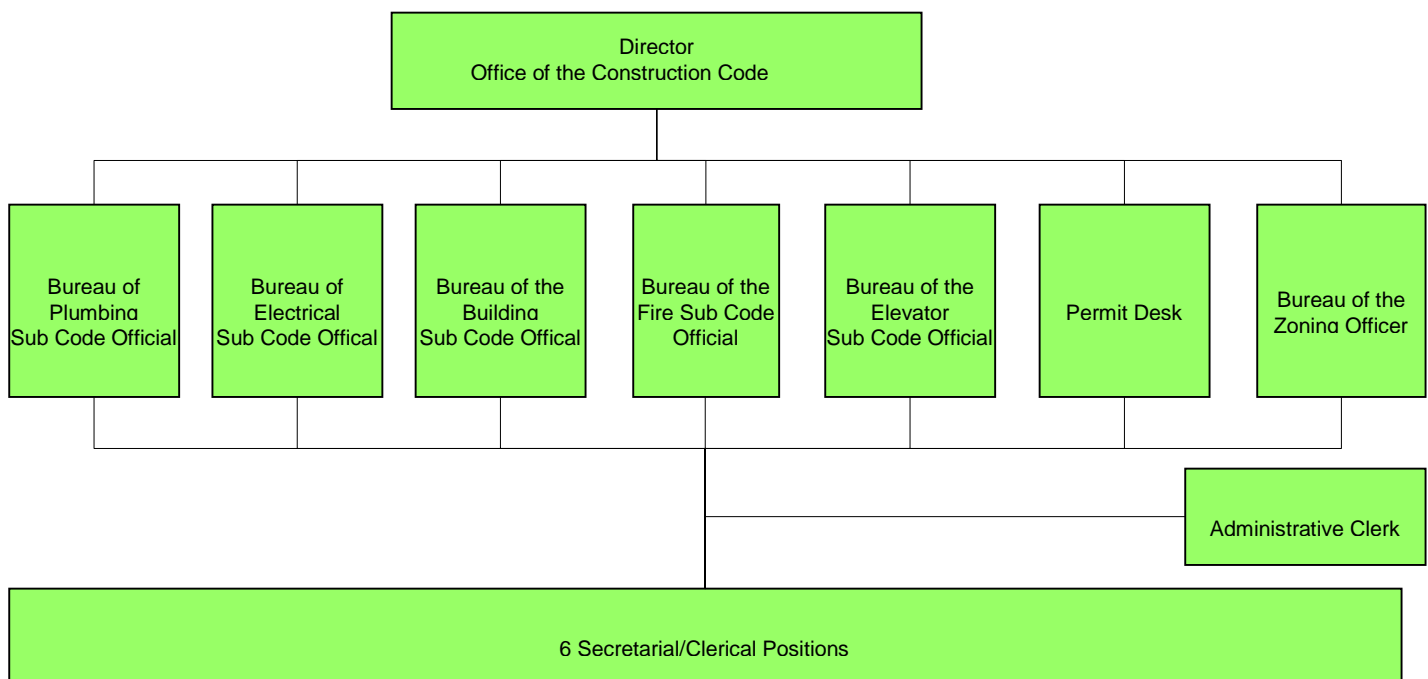 Director
Office of the Construction Code
Bureau of
Plumbing
Sub Code Official
Bureau of
Electrical
Sub Code Offical
Bureau of the
Building
Sub Code Offical
Bureau of the
Fire Sub Code
Official
Bureau of the
Elevator
Sub Code Official
Permit Desk
Bureau of the
Zoning Officer
Administrative Clerk
6 Secretarial/Clerical Positions